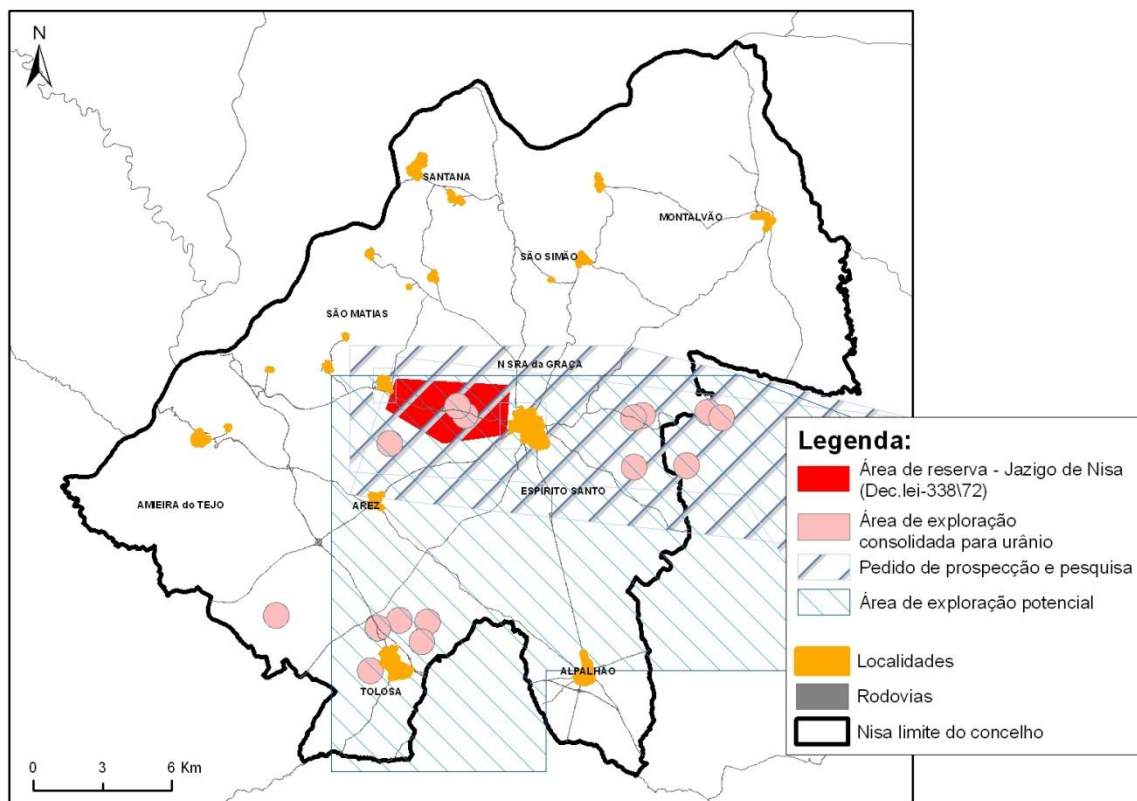 N
SANTANA
MONTALVÃO
SÃO SIMÃO
SÃO MATIAS
N SRA da GRAÇA
ESPÍRITO SANTO
AREZ
AMIEIRA do TEJO
ALPALHÃO
TOLOSA
0 3 6 Km
Legenda:
Área de reserva - Jazigo de Nisa
(Dec.lei-338\72)
Área de exploração
consolidada para urânio
Pedido de prospecção e pesquisa
Área de exploração potencial
Localidades
Rodovias
Nisa limite do concelho